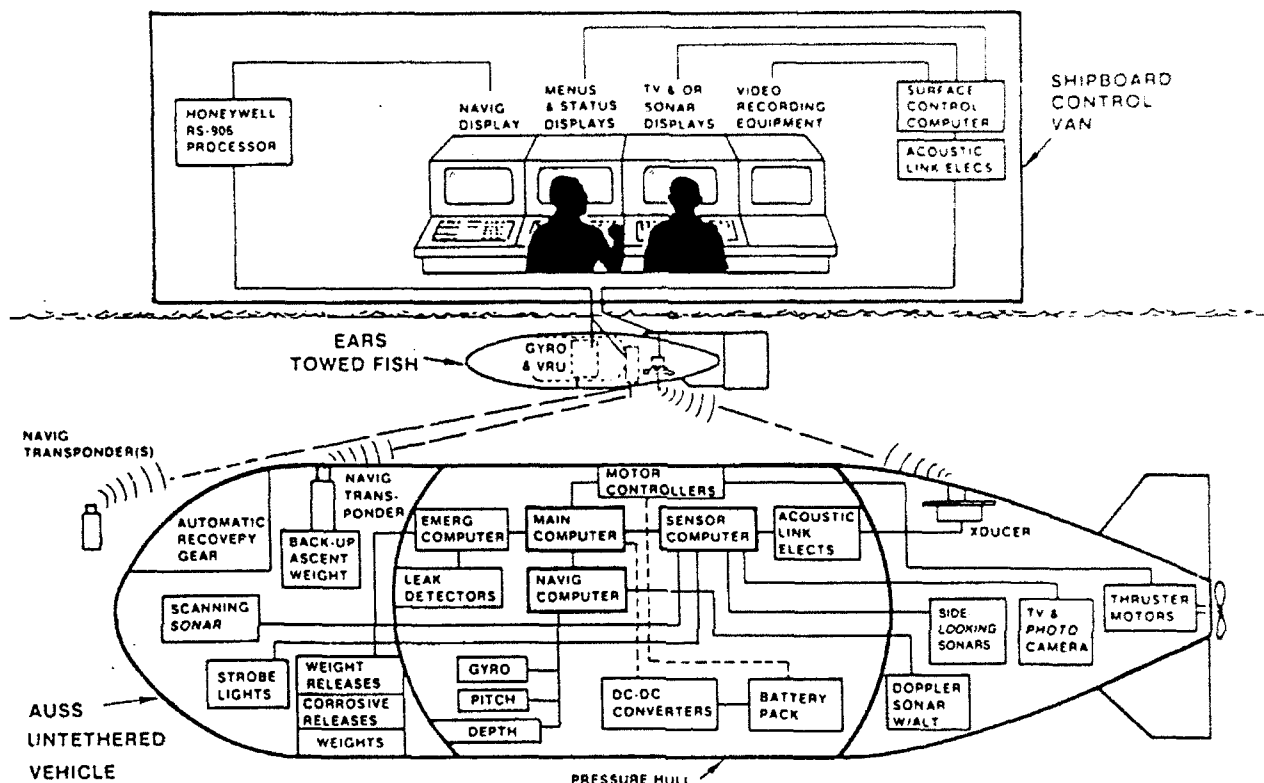 HONEYWELL
RS-906
PROCESSOR
NAVIG
DISPLAY
MENUS
& STATUS
DISPLAYS
TV & OR
SONAR
DISPLAYS
VIDEO
RECORDING
EQUIPMENT
SURFACE
CONTROL
COMPUTER
ACOUSTIC
LINK ELECS
SHIPBOARD
CONTROL
VAN
EARS
TOWED FISH
GYRO
& VRU
NAVIG
TRANSPONDER(S)
AUTOMATIC
RECOVERY
GEAR
NAVIG
TRANS-
PONDER
BACK-UP
ASCENT
WEIGHT
EMERG
COMPUTER
LEAK
DETECTORS
MOTOR
CONTROLLERS
MAIN
COMPUTER
NAVIG
COMPUTER
SENSOR
COMPUTER
ACOUSTIC
LINK
ELECTS
XDUCER
SCANNING
SONAR
STROBE
LIGHTS
WEIGHT
RELEASES
CORROSIVE
RELEASES
WEIGHTS
GYRO
PITCH
DEPTH
DC-DC
CONVERTERS
BATTERY
PACK
SIDE
LOOKING
SONARS
TV &
PHOTO
CAMERA
THRUSTER
MOTORS
DOPPLER
SONAR
W/ALT
AUSS
UNTETHERED
VEHICLE
PRESSURE HULL